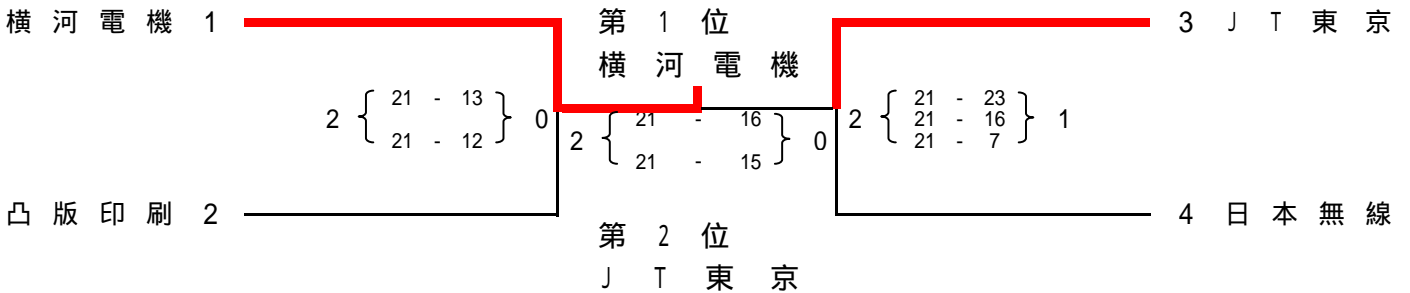 横河電機 1
第 1 位
3 JT東京
横河電機
2 { 21 - 13 } 0
21 - 12
2 { 21 - 16 } 0
21 - 15
2 { 21 - 23 } 1
21 - 16
21 - 7
凸版印刷 2
第 2 位
4 日本無線
JT東京